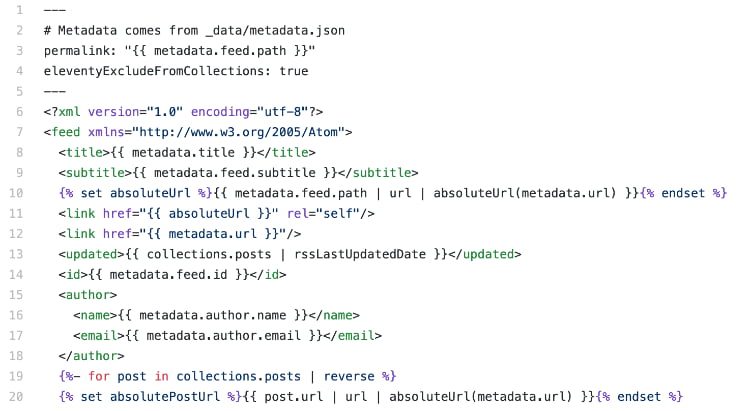 1 ---
2 # Metadata comes from _data/metadata.json
3 permalink: "{{ metadata.feed.path }}"
4 eleventyExcludeFromCollections: true
5 ---
6 <?xml version="1.0" encoding="utf-8"?>
7 <feed xmlns="http://www.w3.org/2005/Atom">
8   <title>{{ metadata.title }}</title>
9   <subtitle>{{ metadata.feed.subtitle }}</subtitle>
10   {% set absoluteUrl %}{{ metadata.feed.path | url | absoluteUrl(metadata.url) }}{% endset %}
11   <link href="{{ absoluteUrl }}" rel="self"/>
12   <link href="{{ metadata.url }}"/>
13   <updated>{{ collections.posts | rssLastUpdatedDate }}</updated>
14   <id>{{ metadata.feed.id }}</id>
15   <author>
16     <name>{{ metadata.author.name }}</name>
17     <email>{{ metadata.author.email }}</email>
18   </author>
19   {%- for post in collections.posts | reverse %}
20   {% set absolutePostUrl %}{{ post.url | url | absoluteUrl(metadata.url) }}{% endset %}